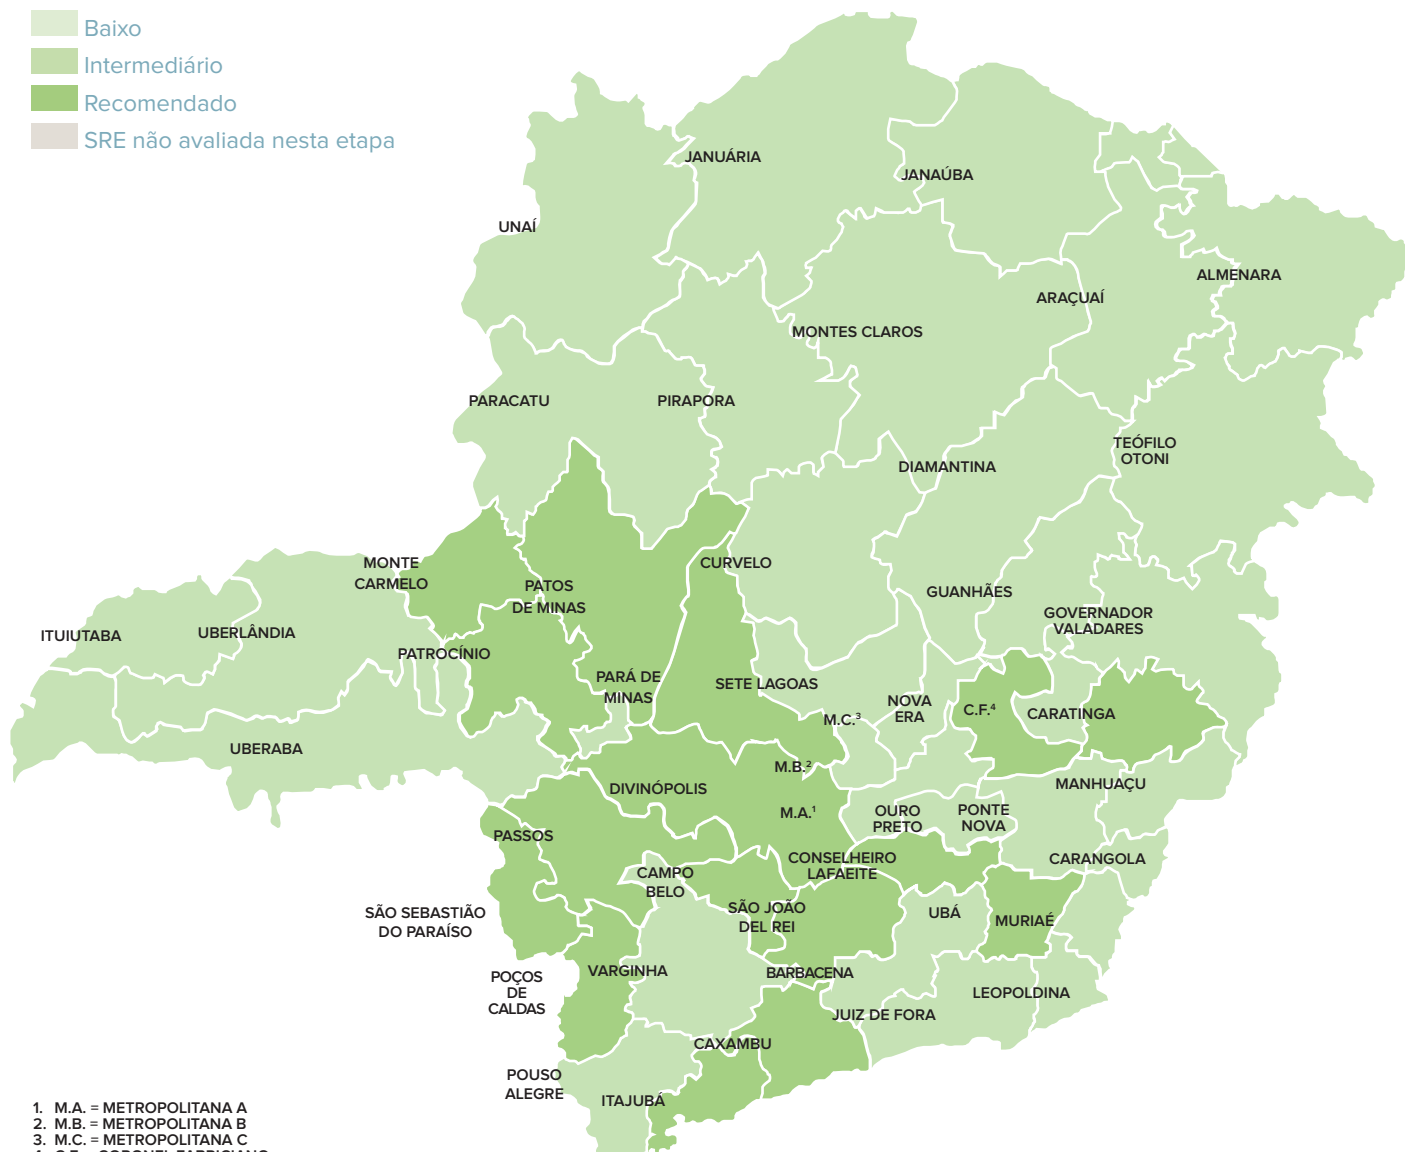 Baixo
Intermediário
Recomendado
SRE não avaliada nesta etapa
JANUÁRIA
JANAÚBA
UNAÍ
ALMENARA
ARAÇUAÍ
MONTES CLAROS
PARACATU
PIRAPORA
TEÓFILO
OTONI
DIAMANTINA
MONTE
CARMELO
CURVELO
PATOS
DE MINAS
GUANHÃES
GOVERNADOR
VALADARES
ITUIUTABA
UBERLÂNDIA
PATROCÍNIO
PARÁ DE
MINAS
SETE LAGOAS
NOVA
ERA
C.F.⁴
CARATINGA
M.C.³
UBERABA
M.B.²
DIVINÓPOLIS
MANHUAÇU
M.A.¹
OURO
PRETO
PONTE
NOVA
PASSOS
CONSELHEIRO
LAFAEITE
CARANGOLA
CAMPO
BELO
SÃO SEBASTIÃO
DO PARAÍSO
SÃO JOÃO
DEL REI
UBÁ
MURIAÉ
VARGINHA
BARBACENA
POÇOS
DE
CALDAS
LEOPOLDINA
JUIZ DE FORA
CAXAMBU
POUSO
ALEGRE
ITAJUBÁ
1. M.A. = METROPOLITANA A
2. M.B. = METROPOLITANA B
3. M.C. = METROPOLITANA C
4. C.F. = CORONEL FABRICIANO